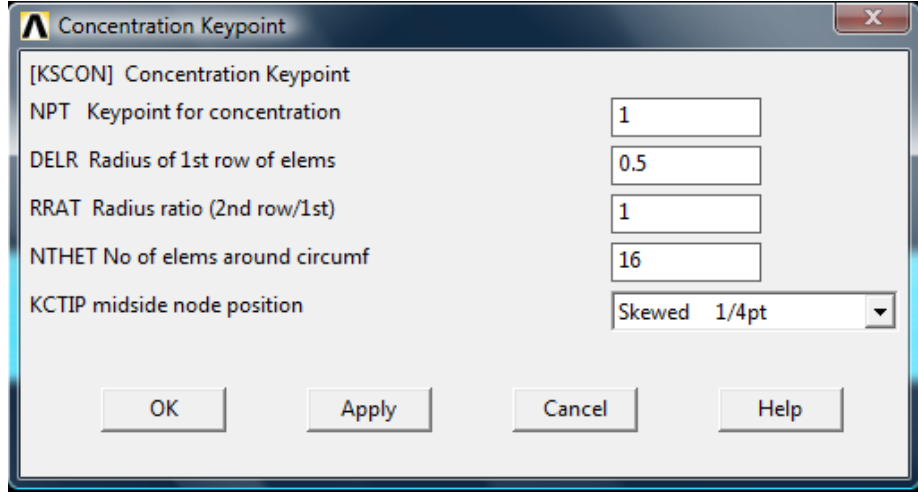 Concentration Keypoint
[KSCON] Concentration Keypoint
NPT Keypoint for concentration 1
DELR Radius of 1st row of elems 0.5
RRAT Radius ratio (2nd row/1st) 1
NTHET No of elems around circumf 16
KCTIP midside node position Skewed 1/4pt
OK Apply Cancel Help